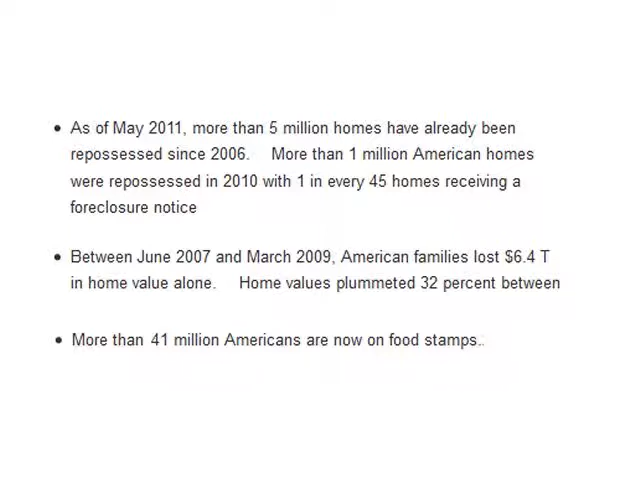 • As of May 2011, more than 5 million homes have already been
repossessed since 2006. More than 1 million American homes
were repossessed in 2010 with 1 in every 45 homes receiving a
foreclosure notice
• Between June 2007 and March 2009, American families lost $6.4 T
in home value alone. Home values plummeted 32 percent between
• More than 41 million Americans are now on food stamps..